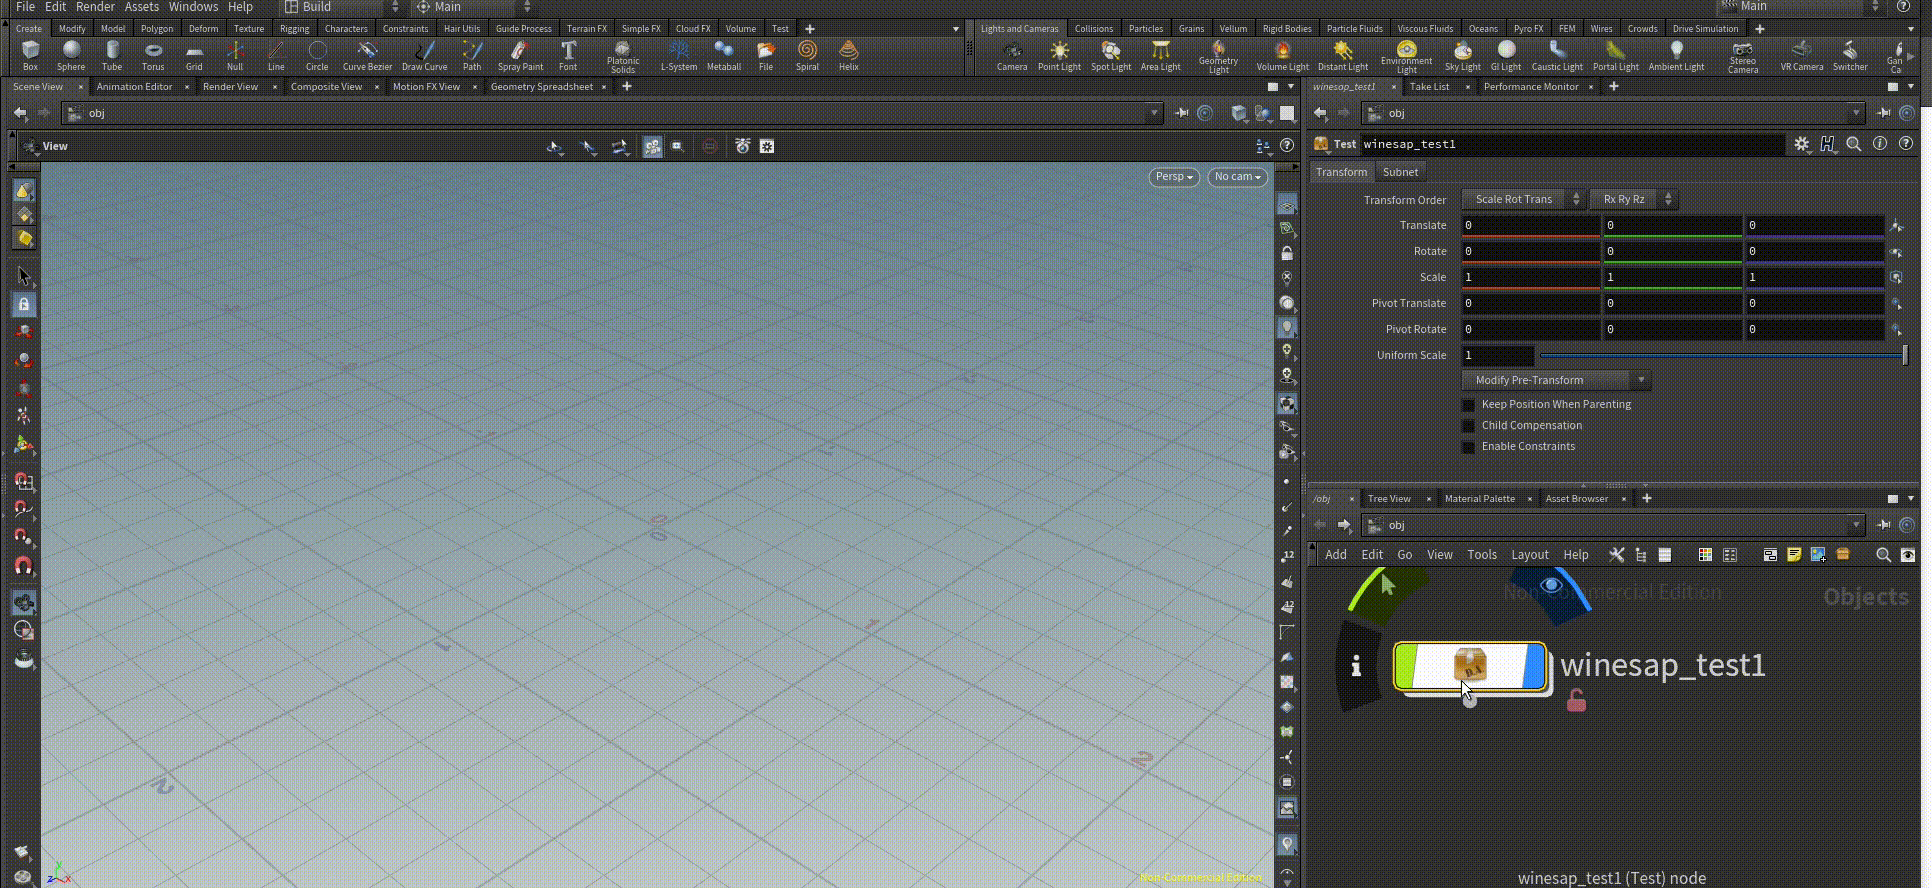 File Edit Render Assets Windows Help Build Main Main
Create Modify Model Polygon Deform Texture Rigging Characters Constraints Hair Utils Guide Process Terrain FX Simple FX Cloud FX Volume Test
Lights and Cameras Collisions Particles Grains Vellum Rigid Bodies Particle Fluids Viscous Fluids Oceans Pyro FX FEM Wires Crowds Drive Simulation
Box Sphere Tube Torus Grid Null Line Circle Curve Bezier Draw Curve Path Spray Paint Font Platonic Solids L-System Metaball File Spiral Helix
Camera Point Light Spot Light Area Light Geometry Light Volume Light Distant Light Environment Light Sky Light GI Light Caustic Light Portal Light Ambient Light Stereo Camera VR Camera Switcher
Scene View Animation Editor Render View Composite View Motion FX View Geometry Spreadsheet
obj
View
Persp No cam
Non-Commercial Edition
winesap_test1 Take List Performance Monitor
obj
Test winesap_test1
Transform Subnet
Transform Order Scale Rot Trans Rx Ry Rz
Translate 0 0 0
Rotate 0 0 0
Scale 1 1 1
Pivot Translate 0 0 0
Pivot Rotate 0 0 0
Uniform Scale 1
Modify Pre-Transform
Keep Position When Parenting
Child Compensation
Enable Constraints
/obj Tree View Material Palette Asset Browser
obj
Add Edit Go View Tools Layout Help
Non-Commercial Edition
Objects
winesap_test1
winesap_test1 (Test) node